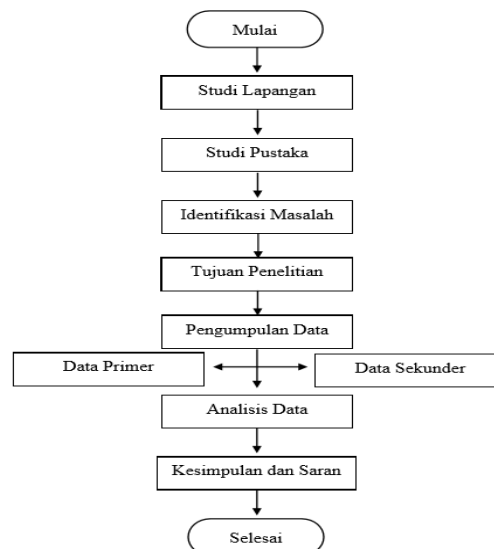 Mulai
Studi Lapangan
Studi Pustaka
Identifikasi Masalah
Tujuan Penelitian
Pengumpulan Data
Data Primer
Data Sekunder
Analisis Data
Kesimpulan dan Saran
Selesai